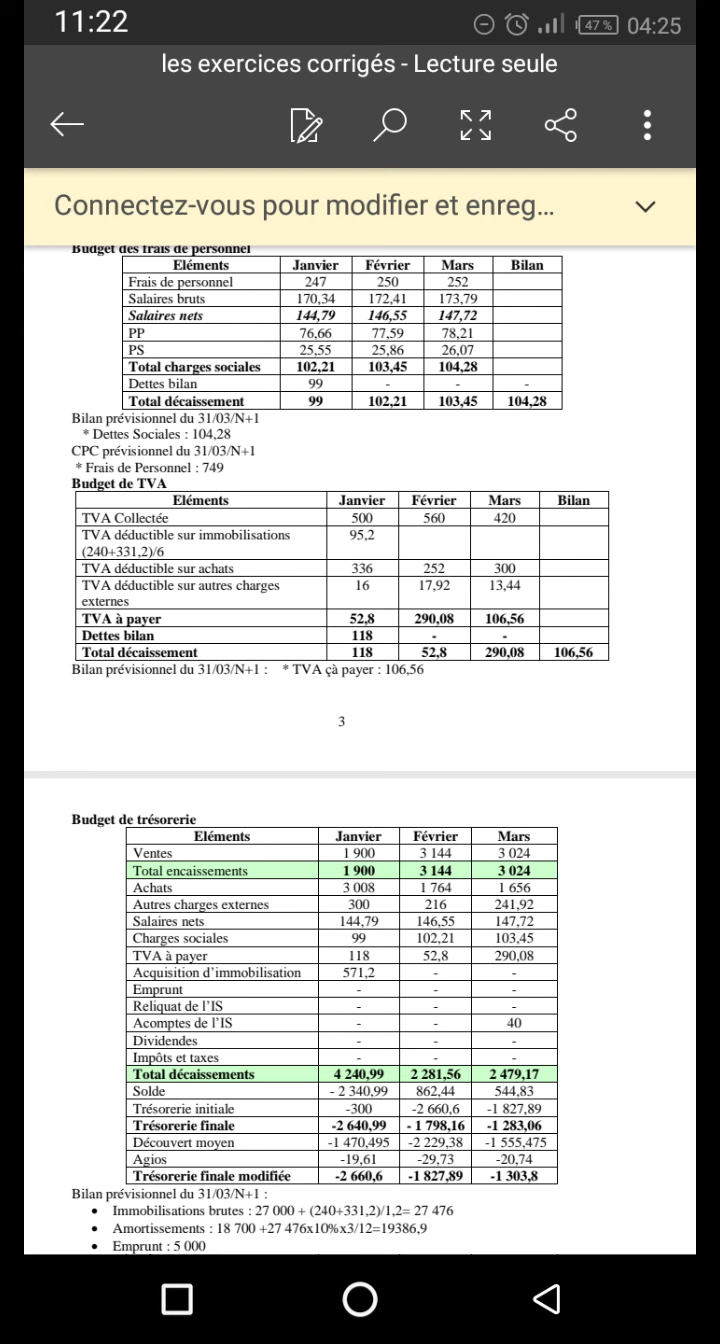 11:22
47 %
04:25
les exercices corrigés - Lecture seule
Connectez-vous pour modifier et enreg...
Budget des frais de personnel
Eléments Janvier Février Mars Bilan
Frais de personnel 247 250 252
Salaires bruts 170,34 172,41 173,79
Salaires nets 144,79 146,55 147,72
PP 76,66 77,59 78,21
PS 25,55 25,86 26,07
Total charges sociales 102,21 103,45 104,28
Dettes bilan 99 - - -
Total décaissement 99 102,21 103,45 104,28
Bilan prévisionnel du 31/03/N+1
* Dettes Sociales : 104,28
CPC prévisionnel du 31/03/N+1
* Frais de Personnel : 749
Budget de TVA
Eléments Janvier Février Mars Bilan
TVA Collectée 500 560 420
TVA déductible sur immobilisations 95,2
(240+331,2)/6
TVA déductible sur achats 336 252 300
TVA déductible sur autres charges 16 17,92 13,44
externes
TVA à payer 52,8 290,08 106,56
Dettes bilan 118 - -
Total décaissement 118 52,8 290,08 106,56
Bilan prévisionnel du 31/03/N+1 : * TVA çà payer : 106,56
3
Budget de trésorerie
Eléments Janvier Février Mars
Ventes 1 900 3 144 3 024
Total encaissements 1 900 3 144 3 024
Achats 3 008 1 764 1 656
Autres charges externes 300 216 241,92
Salaires nets 144,79 146,55 147,72
Charges sociales 99 102,21 103,45
TVA à payer 118 52,8 290,08
Acquisition d'immobilisation 571,2 - -
Emprunt - - -
Reliquat de l'IS - - -
Acomptes de l'IS - - 40
Dividendes - - -
Impôts et taxes - - -
Total décaissements 4 240,99 2 281,56 2 479,17
Solde - 2 340,99 862,44 544,83
Trésorerie initiale -300 -2 660,6 -1 827,89
Trésorerie finale -2 640,99 - 1 798,16 -1 283,06
Découvert moyen -1 470,495 -2 229,38 -1 555,475
Agios -19,61 -29,73 -20,74
Trésorerie finale modifiée -2 660,6 -1 827,89 -1 303,8
Bilan prévisionnel du 31/03/N+1 :
• Immobilisations brutes : 27 000 + (240+331,2)/1,2= 27 476
• Amortissements : 18 700 +27 476x10%x3/12=19386,9
• Emprunt : 5 000